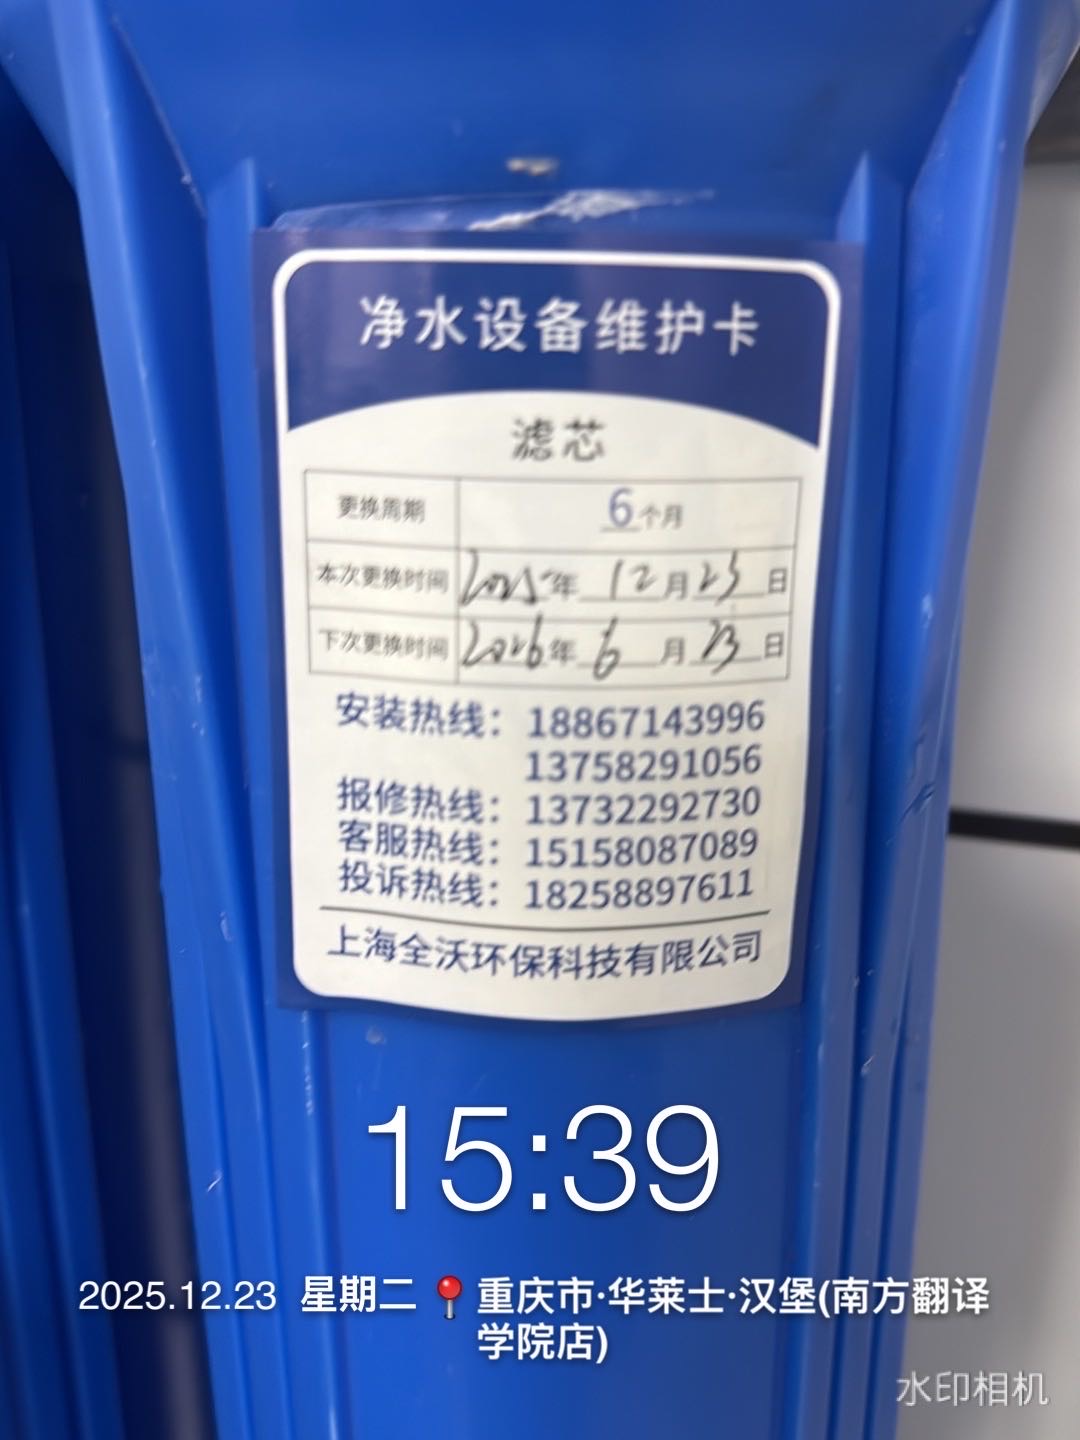 净水设备维护卡
滤芯
更换周期 6个月
本次更换时间 2025年 12月23日
下次更换时间 2026年 6月23日
安装热线：18867143996
13758291056
报修热线：13732292730
客服热线：15158087089
投诉热线：18258897611
上海全沃环保科技有限公司
15:39
2025.12.23 星期二 📍重庆市·华莱士·汉堡(南方翻译
学院店)
水印相机